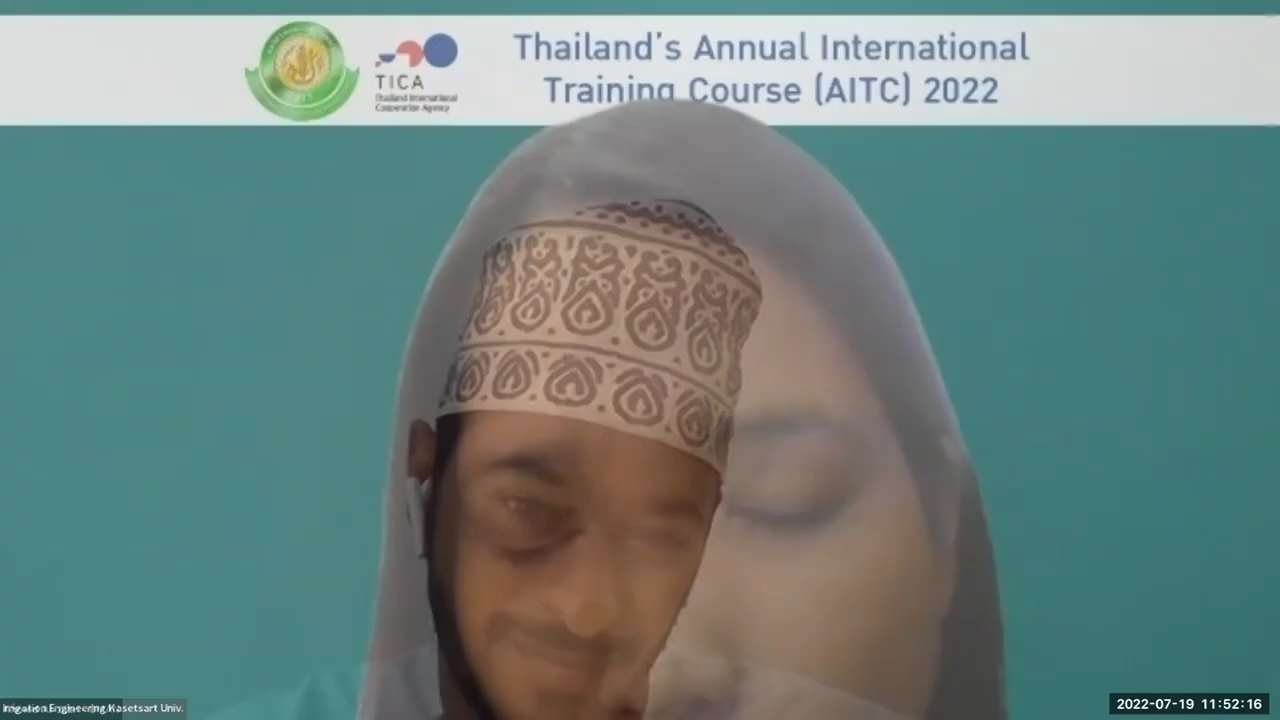 TICA
Thailand International
Cooperation Agency
Thailand's Annual International
Training Course (AITC) 2022
Irrigation Engineering Kasetsart Univ.
2022-07-19 11:52:16